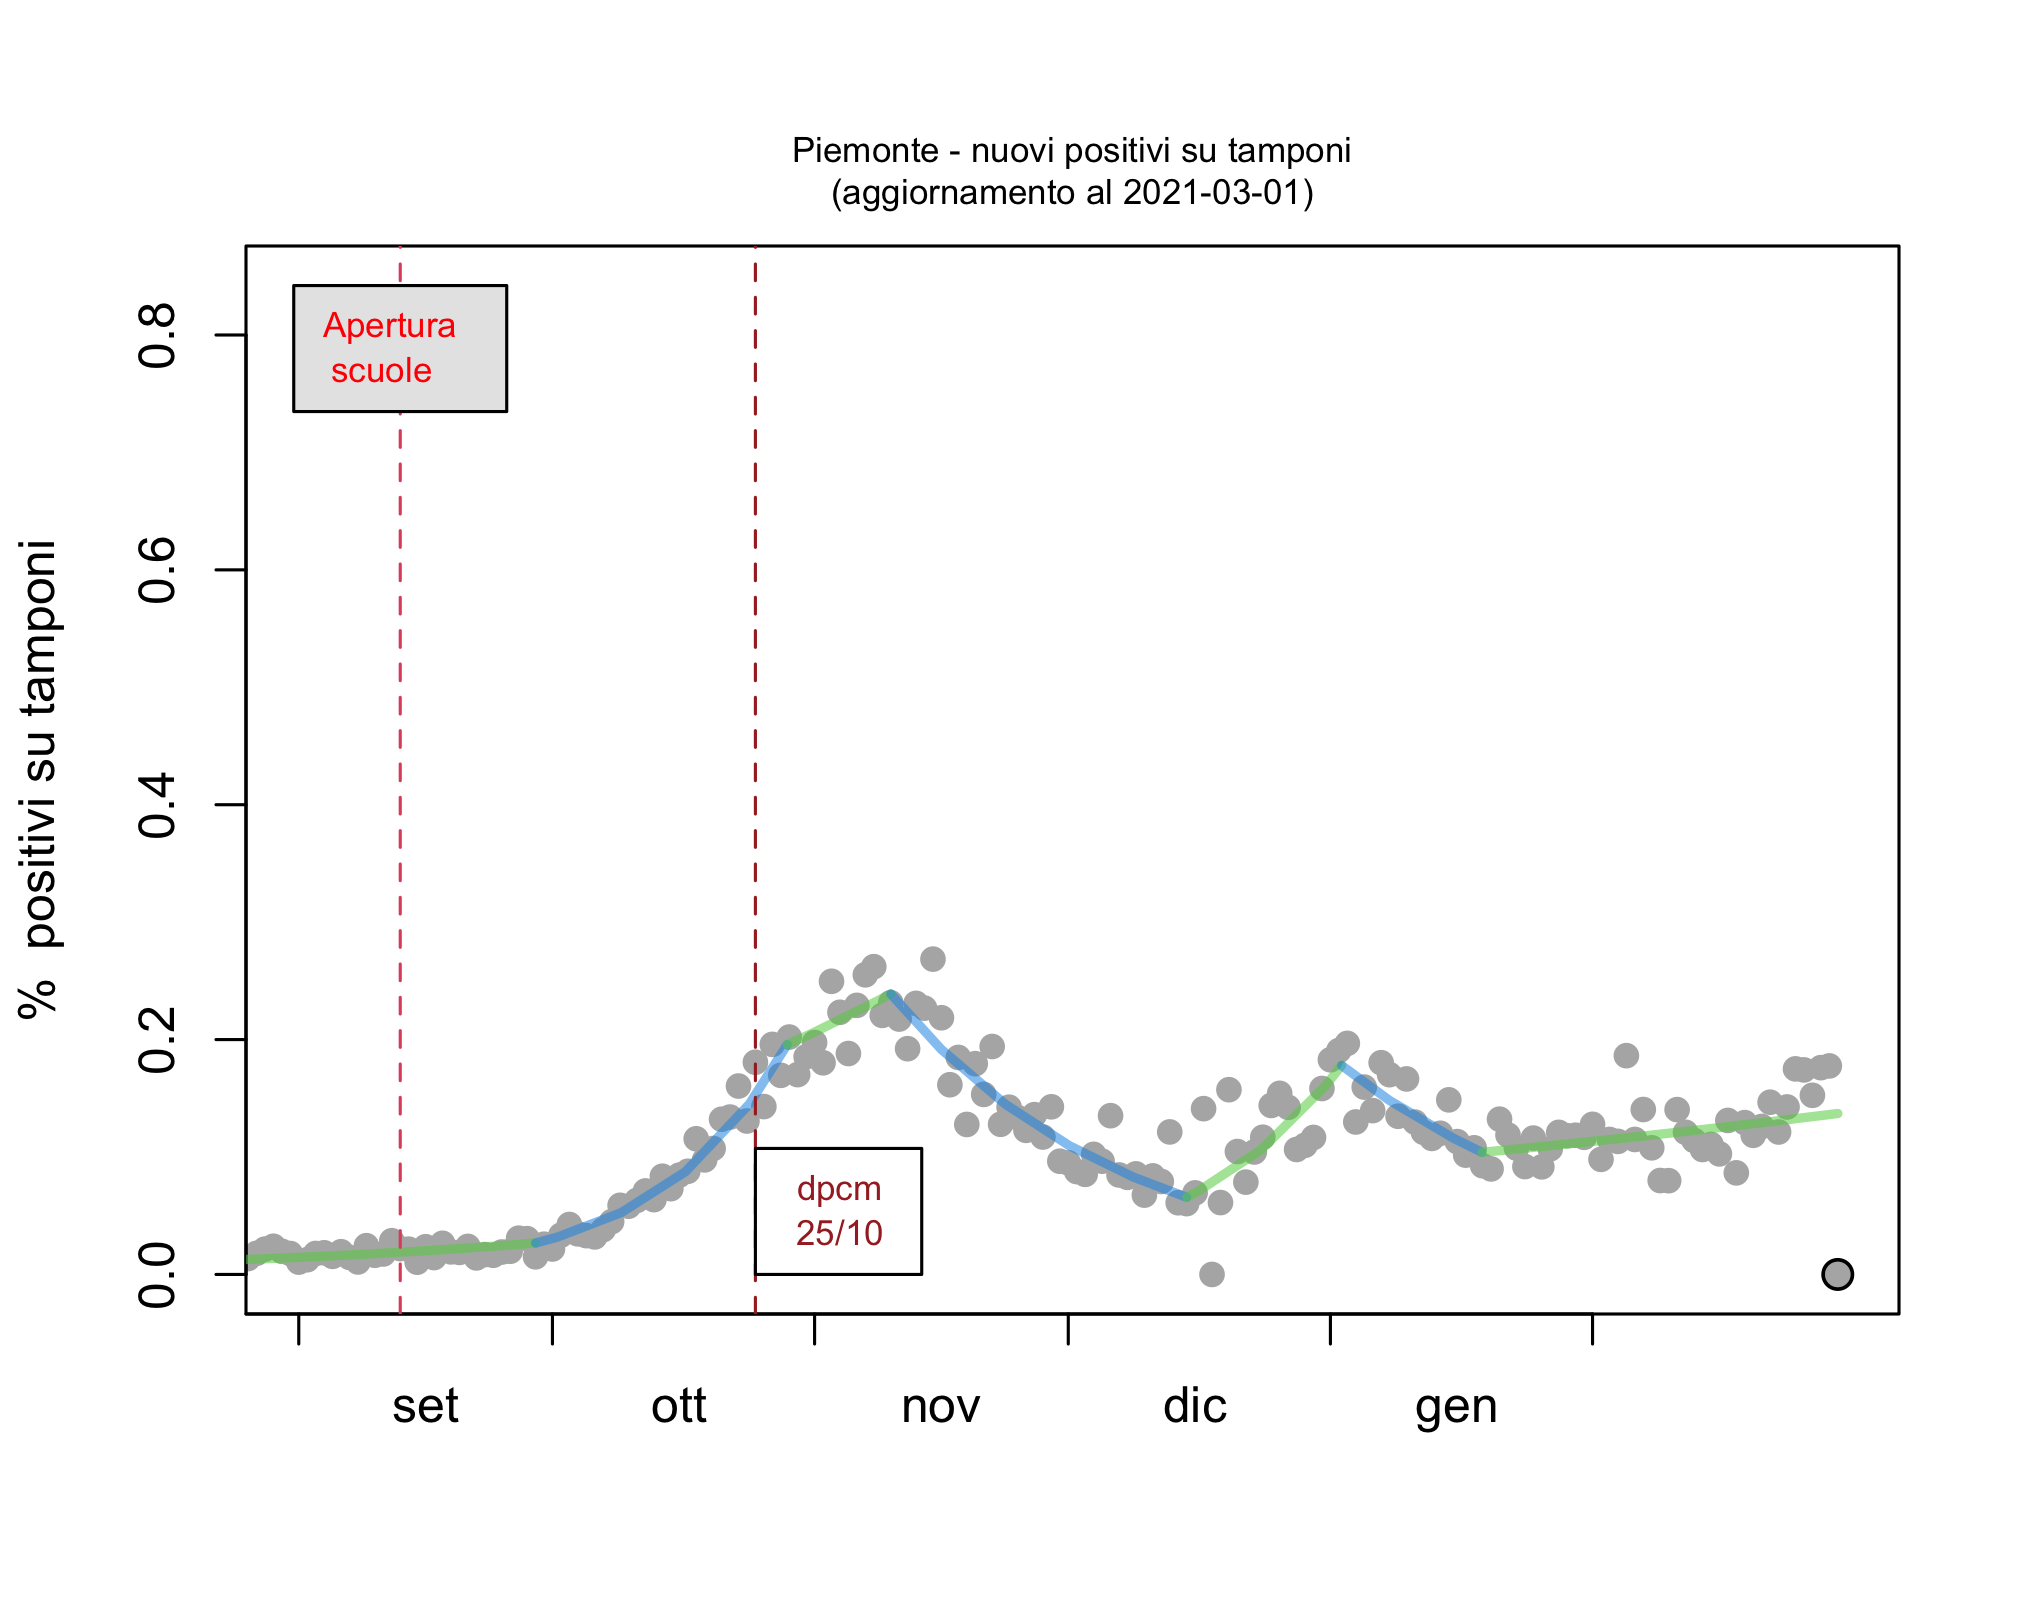 Piemonte - nuovi positivi su tamponi
(aggiornamento al 2021-03-01)
% positivi su tamponi
0.8
0.6
0.4
0.2
0.0
Apertura
scuole
dpcm
25/10
set
ott
nov
dic
gen